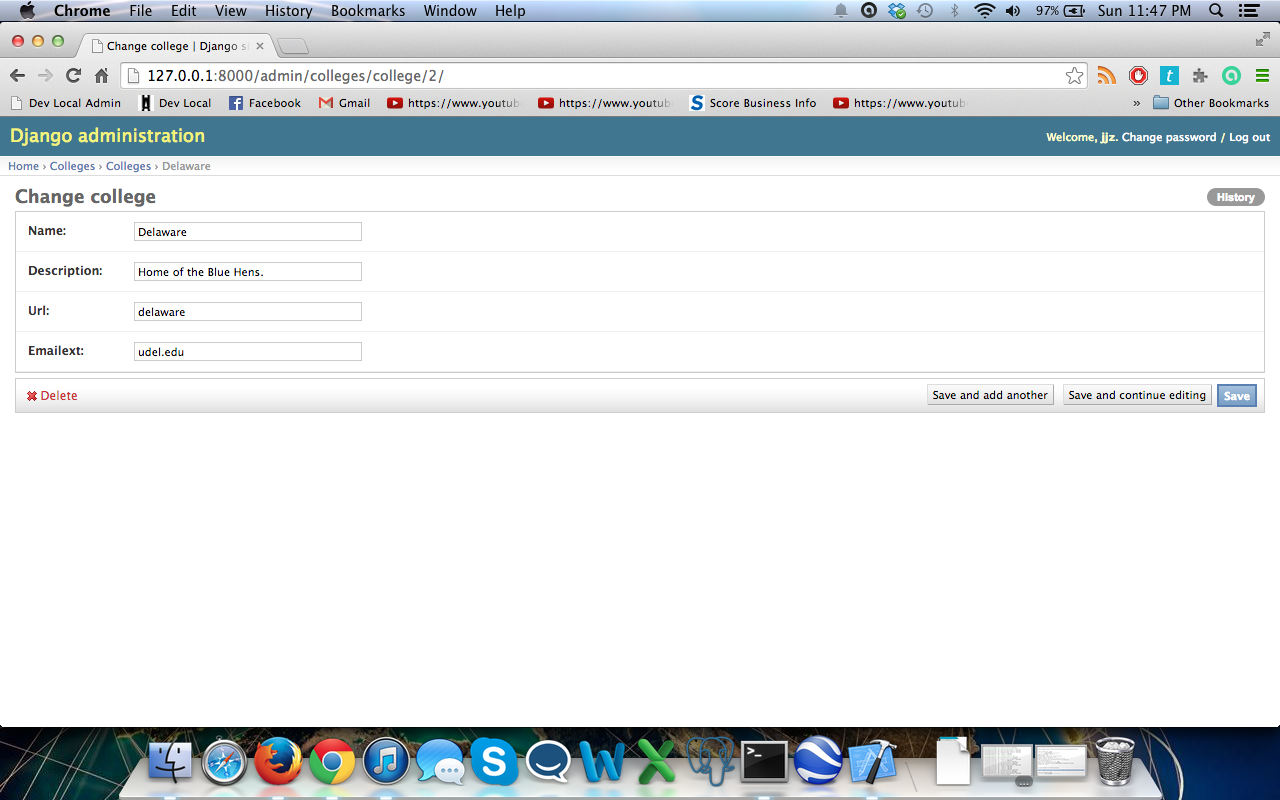 Chrome File Edit View History Bookmarks Window Help 97% Sun 11:47 PM
Change college | Django s
127.0.0.1:8000/admin/colleges/college/2/
Dev Local Admin Dev Local Facebook Gmail https://www.youtub https://www.youtub Score Business Info https://www.youtub » Other Bookmarks
Django administration Welcome, jjz. Change password / Log out
Home › Colleges › Colleges › Delaware
Change college History
Name: Delaware
Description: Home of the Blue Hens.
Url: delaware
Emailext: udel.edu
Delete Save and add another Save and continue editing Save